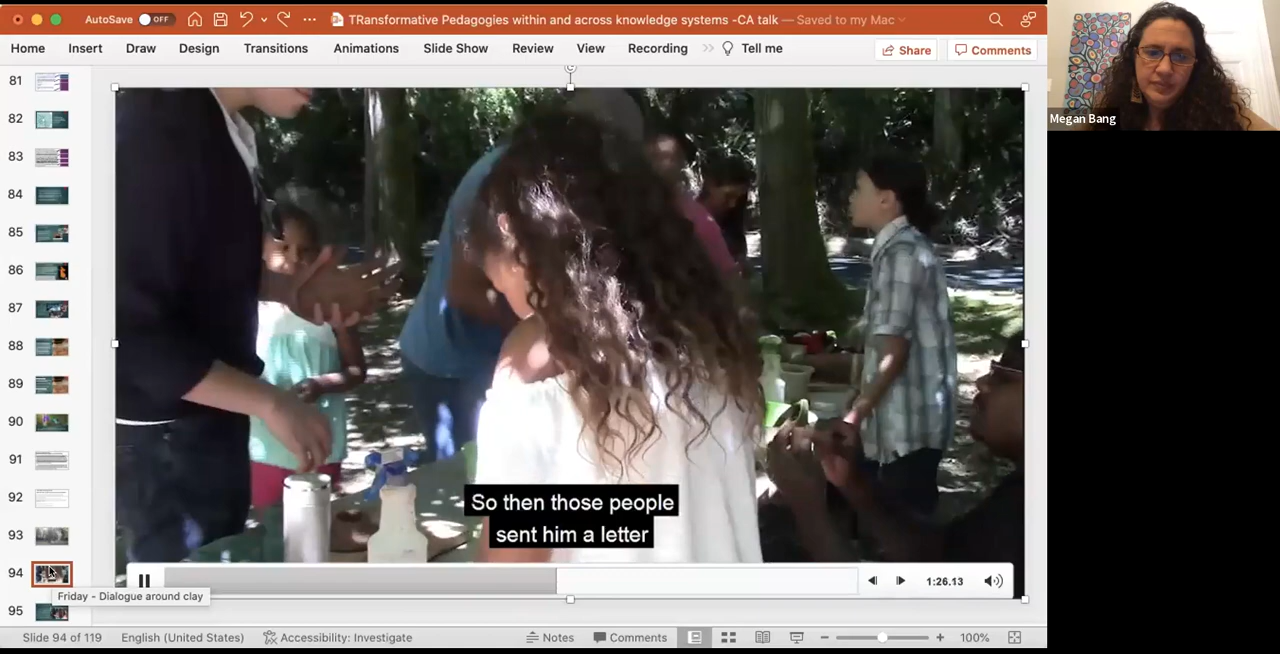 AutoSave OFF
TRansformative Pedagogies within and across knowledge systems -CA talk — Saved to my Mac
Home Insert Draw Design Transitions Animations Slide Show Review View Recording Tell me
Share Comments
81
82
83
84
85
86
87
88
89
90
91
92
93
94
95
So then those people
sent him a letter
1:26.13
Friday - Dialogue around clay
Slide 94 of 119 English (United States) Accessibility: Investigate Notes Comments 100%
Megan Bang